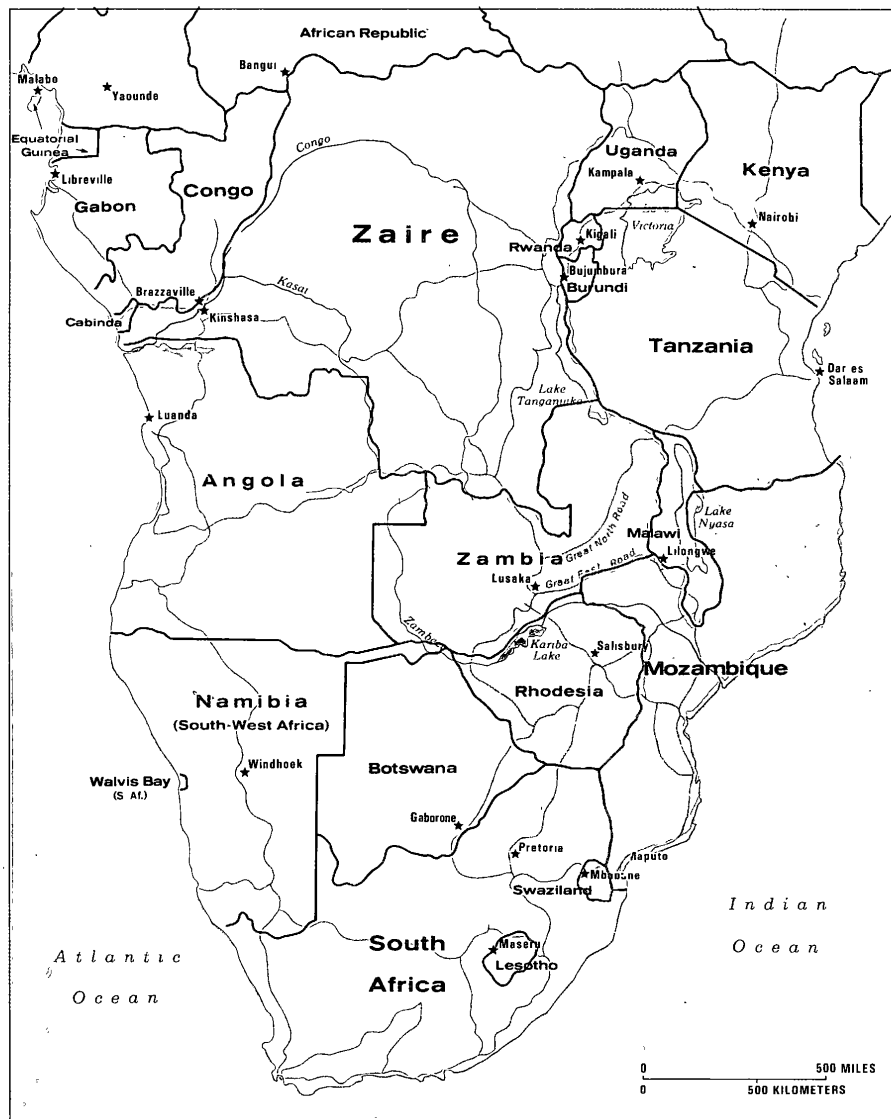 African Republic
Bangui
Malabo
Yaounde
Equatorial
Guinea
Libreville
Gabon
Congo
Congo
Zaire
Uganda
Kampala
Kenya
Nairobi
Victoria
Kigali
Rwanda
Bujumbura
Burundi
Brazzaville
Kasai
Cabinda
Kinshasa
Tanzania
Dar es
Salaam
Lake
Tanganyika
Luanda
Angola
Lake
Nyasa
Great North Road
Malawi
Lilongwe
Zambia
Great East Road
Lusaka
Kariba
Lake
Salisbury
Mozambique
Rhodesia
Namibia
(South-West Africa)
Windhoek
Walvis Bay
(S Af.)
Botswana
Gaborone
Pretoria
Mbabane
Swaziland
Maseru
Lesotho
South
Africa
Atlantic
Ocean
Indian
Ocean
0 500 MILES
0 500 KILOMETERS